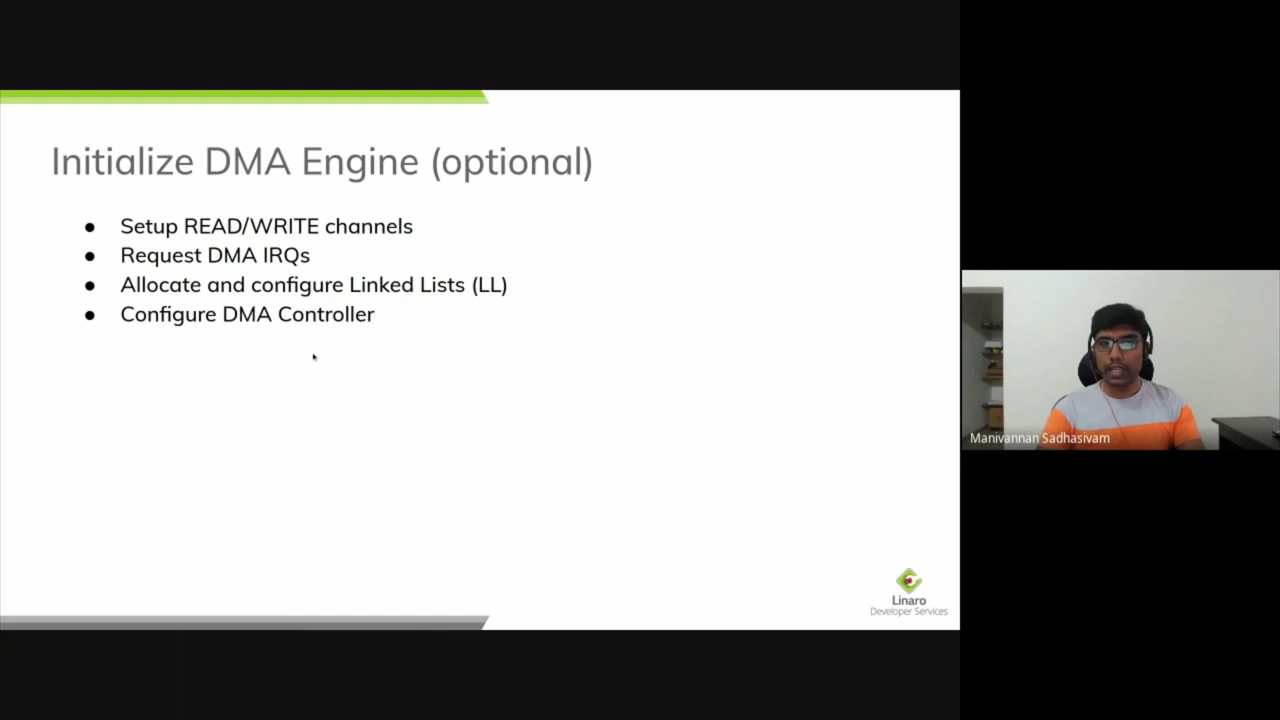 Initialize DMA Engine (optional)
● Setup READ/WRITE channels
● Request DMA IRQs
● Allocate and configure Linked Lists (LL)
● Configure DMA Controller
Manivannan Sadhasivam
Linaro
Developer Services